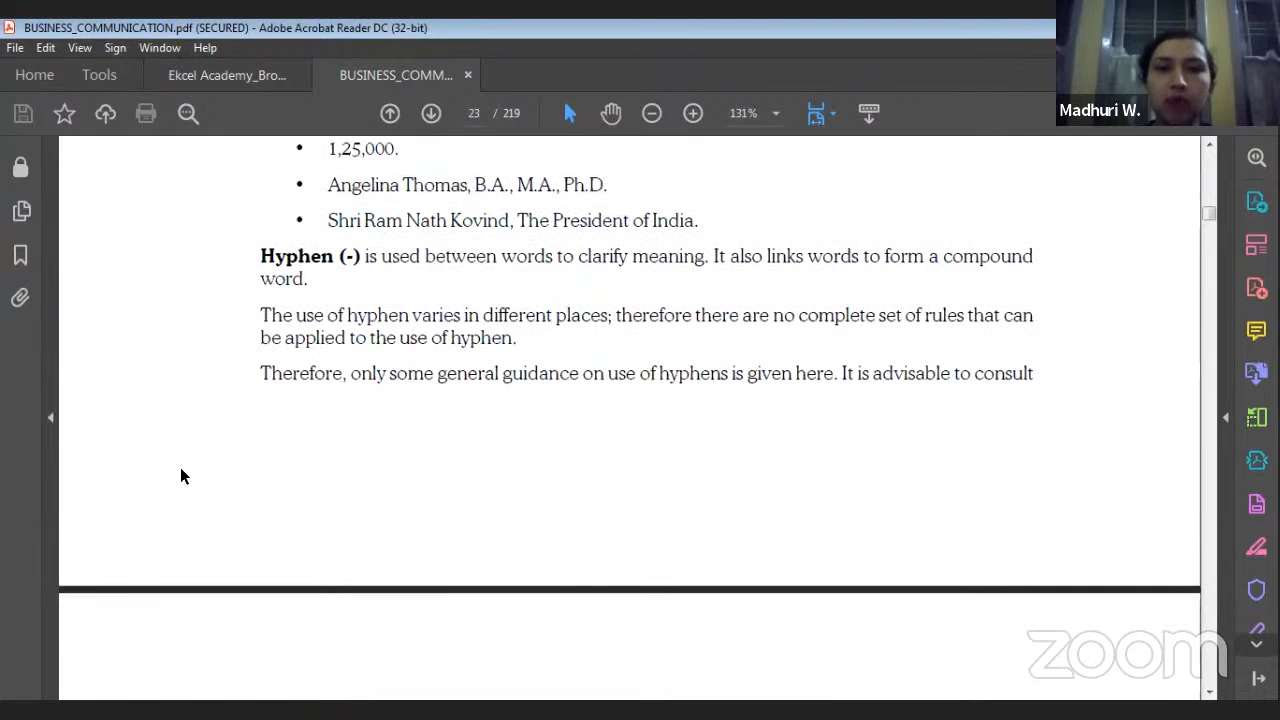 BUSINESS_COMMUNICATION.pdf (SECURED) - Adobe Acrobat Reader DC (32-bit)
File Edit View Sign Window Help
Home Tools Ekcel Academy_Bro... BUSINESS_COMM... ×
23 / 219 131%
Madhuri W.
• 1,25,000.
• Angelina Thomas, B.A., M.A., Ph.D.
• Shri Ram Nath Kovind, The President of India.
Hyphen (-) is used between words to clarify meaning. It also links words to form a compound
word.
The use of hyphen varies in different places; therefore there are no complete set of rules that can
be applied to the use of hyphen.
Therefore, only some general guidance on use of hyphens is given here. It is advisable to consult
zoom